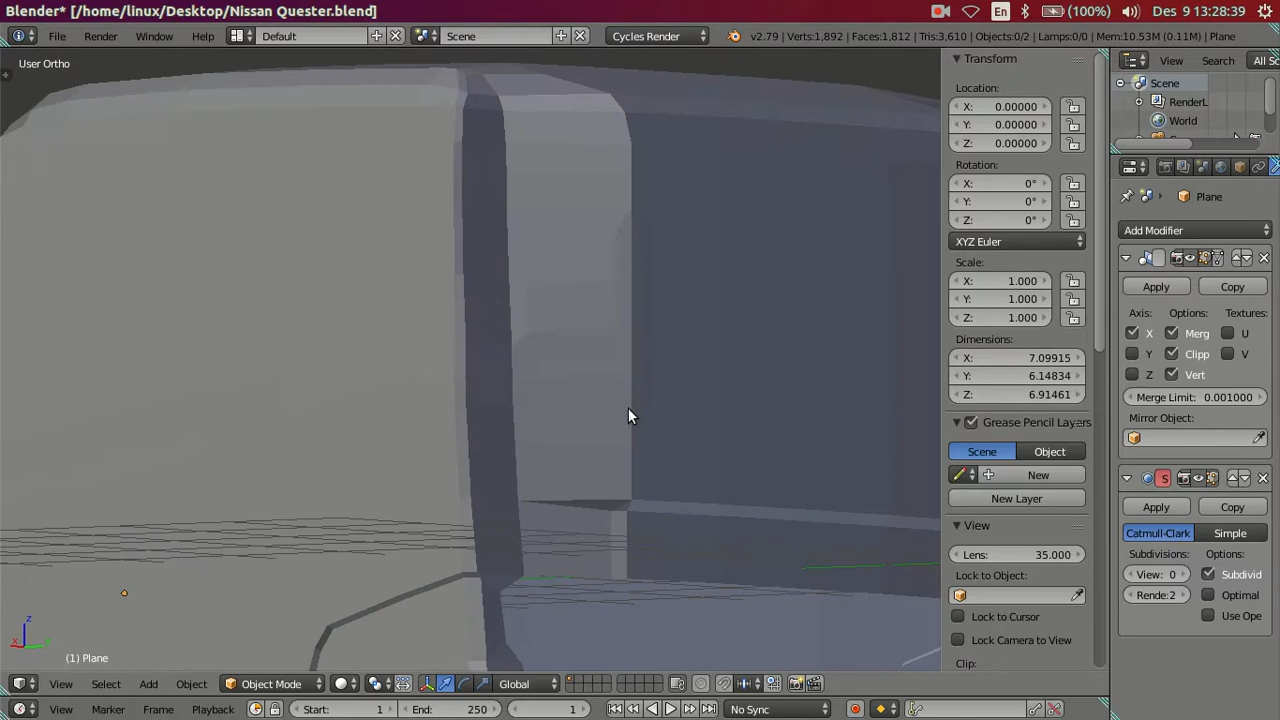 Blender* [/home/linux/Desktop/Nissan Quester.blend]
En
(100%)
Des 9 13:28:39
File
Render
Window
Help
Default
Scene
Cycles Render
v2.79 | Verts:1,892 | Faces:1,812 | Tris:3,610 | Objects:0/2 | Lamps:0/0 | Mem:10.53M (0.11M) | Plane
User Ortho
Transform
View
Search
All Sc
Location:
X: 0.00000
Y: 0.00000
Z: 0.00000
Scene
RenderL
World
Rotation:
X: 0°
Y: 0°
Z: 0°
XYZ Euler
Plane
Add Modifier
Scale:
X: 1.000
Y: 1.000
Z: 1.000
Apply
Copy
Axis:
Options:
Textures:
X
Merg
U
Y
Clipp
V
Z
Vert
Dimensions:
X: 7.09915
Y: 6.14834
Z: 6.91461
Merge Limit: 0.001000
Mirror Object:
Grease Pencil Layers
Scene
Object
New
New Layer
S
Apply
Copy
Catmull-Clark
Simple
View
Lens: 35.000
Lock to Object:
Lock to Cursor
Lock Camera to View
Clip:
Subdivisions:
Options:
View: 0
Subdivid
Rende:2
Optimal
Use Ope
z
x
y
(1) Plane
View
Select
Add
Object
Object Mode
Global
View
Marker
Frame
Playback
Start: 1
End: 250
1
No Sync